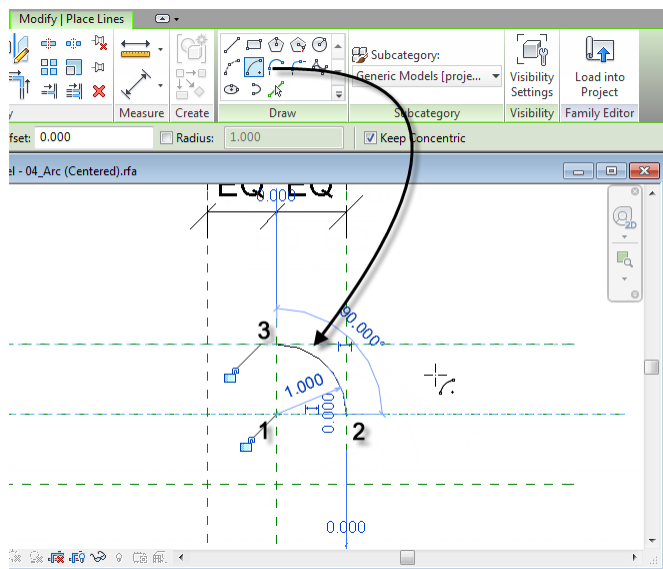 Modify | Place Lines
Subcategory:
Generic Models [proje...
Visibility Settings
Load into Project
Measure
Create
Draw
Subcategory
Visibility
Family Editor
fset: 0.000
Radius: 1.000
Keep Concentric
el - 04_Arc (Centered).rfa
EQ EQ
0.000
2D
90.000°
3
1.000
0.000
1
2
0.000